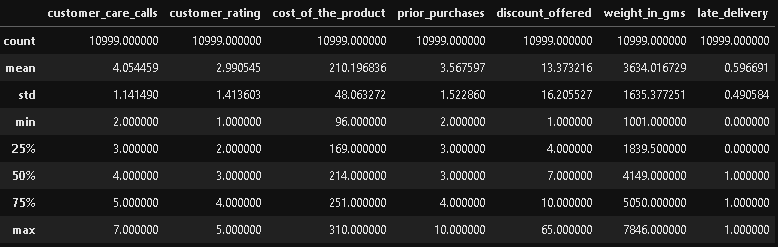 customer_care_calls customer_rating cost_of_the_product prior_purchases discount_offered weight_in_gms late_delivery
count 10999.000000 10999.000000 10999.000000 10999.000000 10999.000000 10999.000000 10999.000000
mean 4.054459 2.990545 210.196836 3.567597 13.373216 3634.016729 0.596691
std 1.141490 1.413603 48.063272 1.522860 16.205527 1635.377251 0.490584
min 2.000000 1.000000 96.000000 2.000000 1.000000 1001.000000 0.000000
25% 3.000000 2.000000 169.000000 3.000000 4.000000 1839.500000 0.000000
50% 4.000000 3.000000 214.000000 3.000000 7.000000 4149.000000 1.000000
75% 5.000000 4.000000 251.000000 4.000000 10.000000 5050.000000 1.000000
max 7.000000 5.000000 310.000000 10.000000 65.000000 7846.000000 1.000000